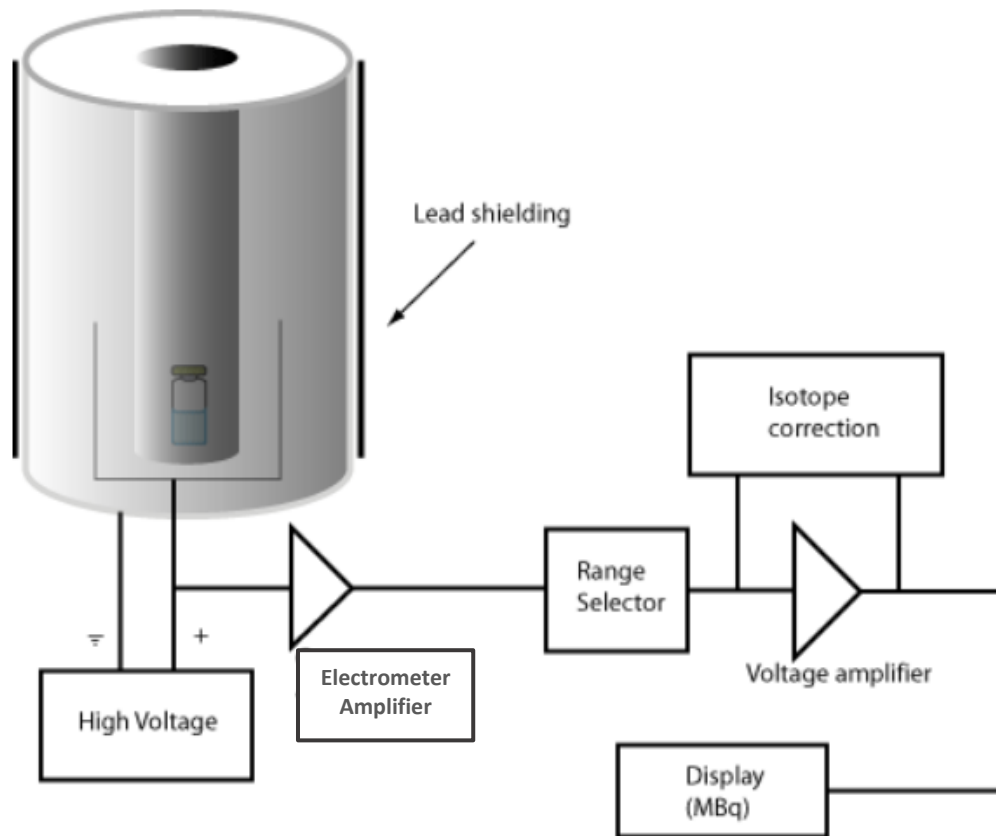 Lead shielding
Isotope
correction
Range
Selector
Voltage amplifier
+
High Voltage
Electrometer
Amplifier
Display
(MBq)